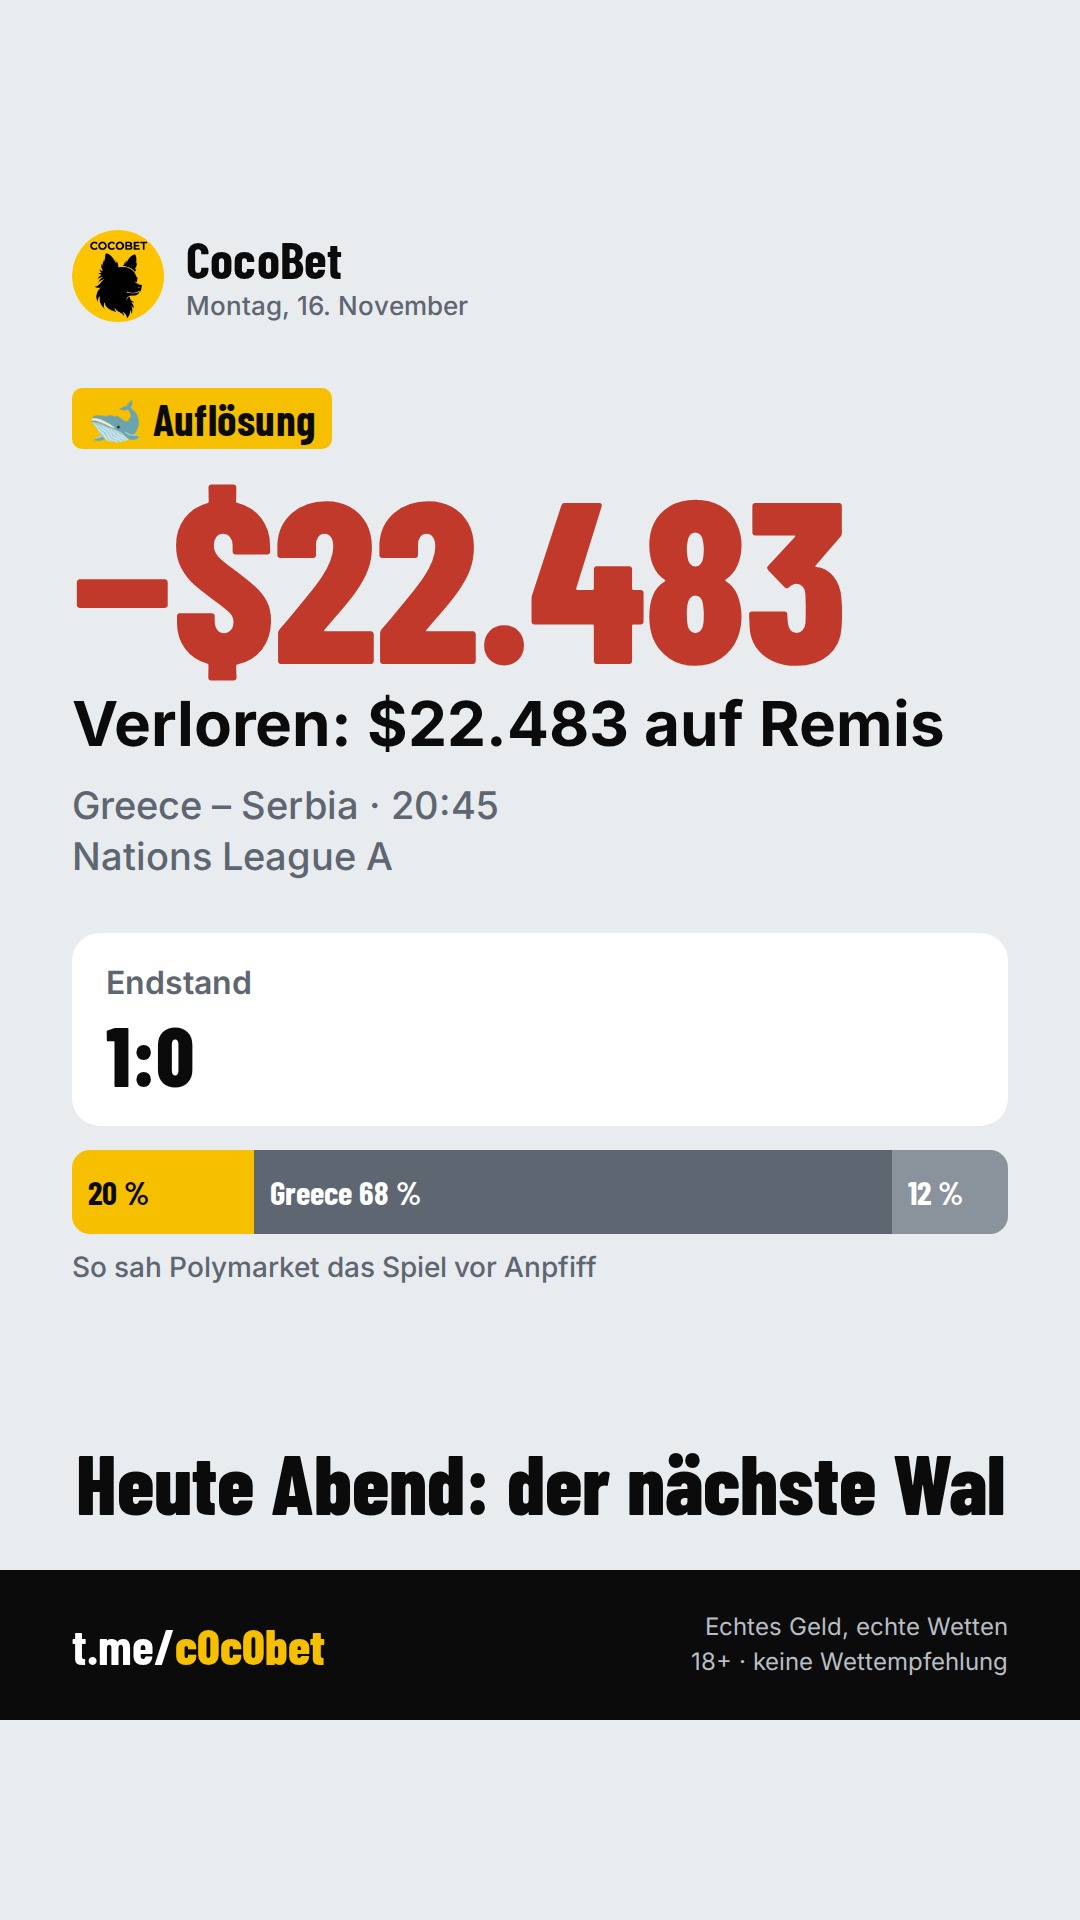 COCOBET
CocoBet
Montag, 16. November
🐳 Auflösung
–$22.483
Verloren: $22.483 auf Remis
Greece – Serbia · 20:45
Nations League A
Endstand
1:0
20 % Greece 68 % 12 %
So sah Polymarket das Spiel vor Anpfiff
Heute Abend: der nächste Wal
t.me/c0c0bet
Echtes Geld, echte Wetten
18+ · keine Wettempfehlung